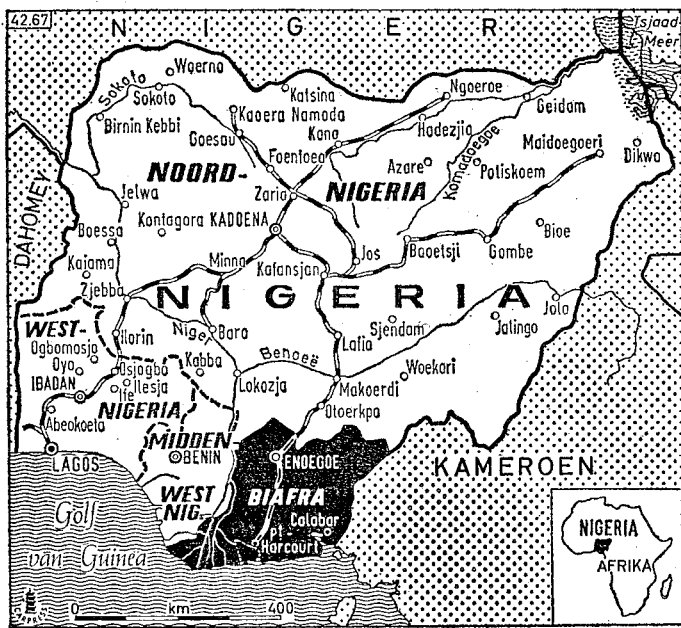 42.67
NIGER
Tsjaad-
Meer
Sokoto
Woerno
Sokoto
Katsina
Ngoeroe
Geidam
Birnin Kebbi
Kaoera Namoda
Goesau
Kano
Hadezjia
Maidoegoeri
Foentoea
Azare
Komadoegoe
Potiskoem
Dikwa
NOORD-
NIGERIA
Zaria
DAHOMEY
Jelwa
Kontagora
KADOENA
Boessa
Jos
Baoetsji
Gombe
Bioe
Kaiama
Minna
Kafansjan
Zjebba
NIGERIA
Jola
WEST-
Ilorin
Niger
Baro
Lafia
Sjendam
Jalingo
Ogbomosjo
Oyo
Osjogbo
Kabba
Benoeë
IBADAN
Ilesja
Ife
Lokozja
Makoerdi
Woekari
NIGERIA
Otoerkpa
Abeokoeta
MIDDEN-
BENIN
ENOEGOE
KAMEROEN
LAGOS
WEST
NIG.
BIAFRA
Calabar
Pt-
Harcourt
Golf
van Guinea
NIGERIA
AFRIKA
CARPRESS
0 km 400